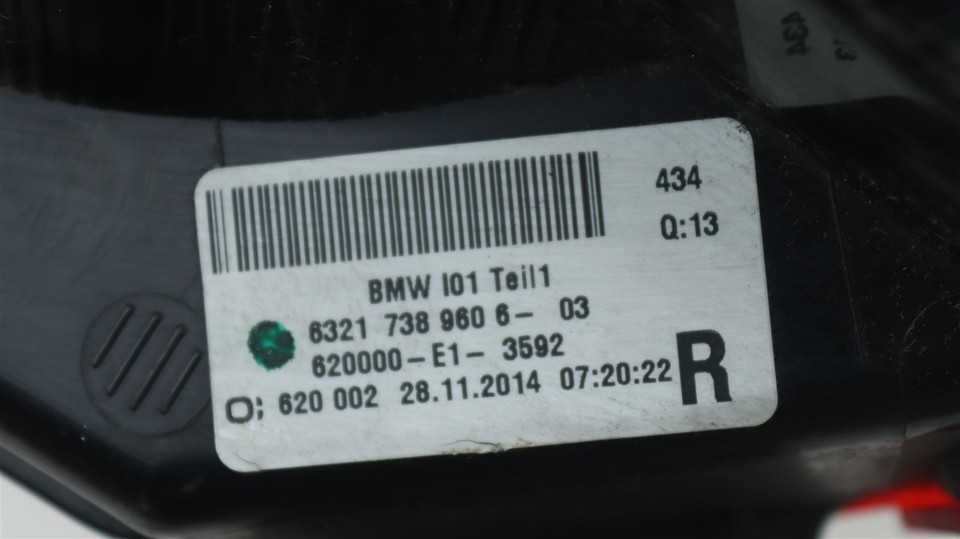 434
Q:13
BMW I01 Teil1
6321 738 960 6- 03
620000-E1- 3592
620 002 28.11.2014 07:20:22
R
434